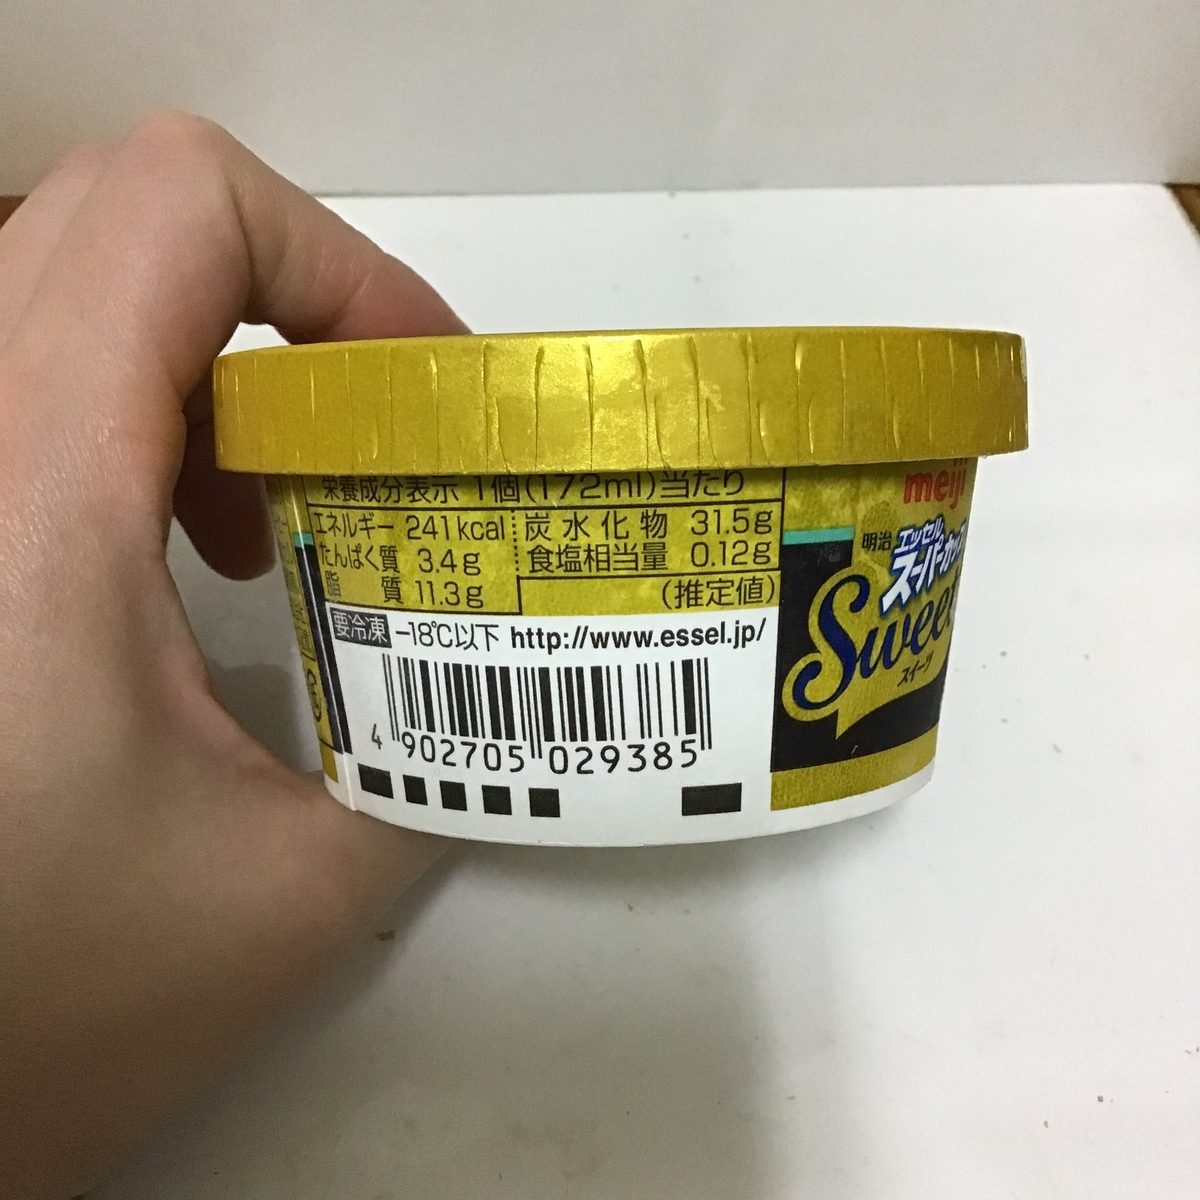 栄養成分表示 1個(172ml)当たり
エネルギー 241kcal
たんぱく質 3.4g
脂質 11.3g
炭水化物 31.5g
食塩相当量 0.12g
(推定値)
要冷凍 -18℃以下 http://www.essel.jp/
4 902705 029385
meiji
明治 エッセル
スーパーカップ
Sweet
スイーツ